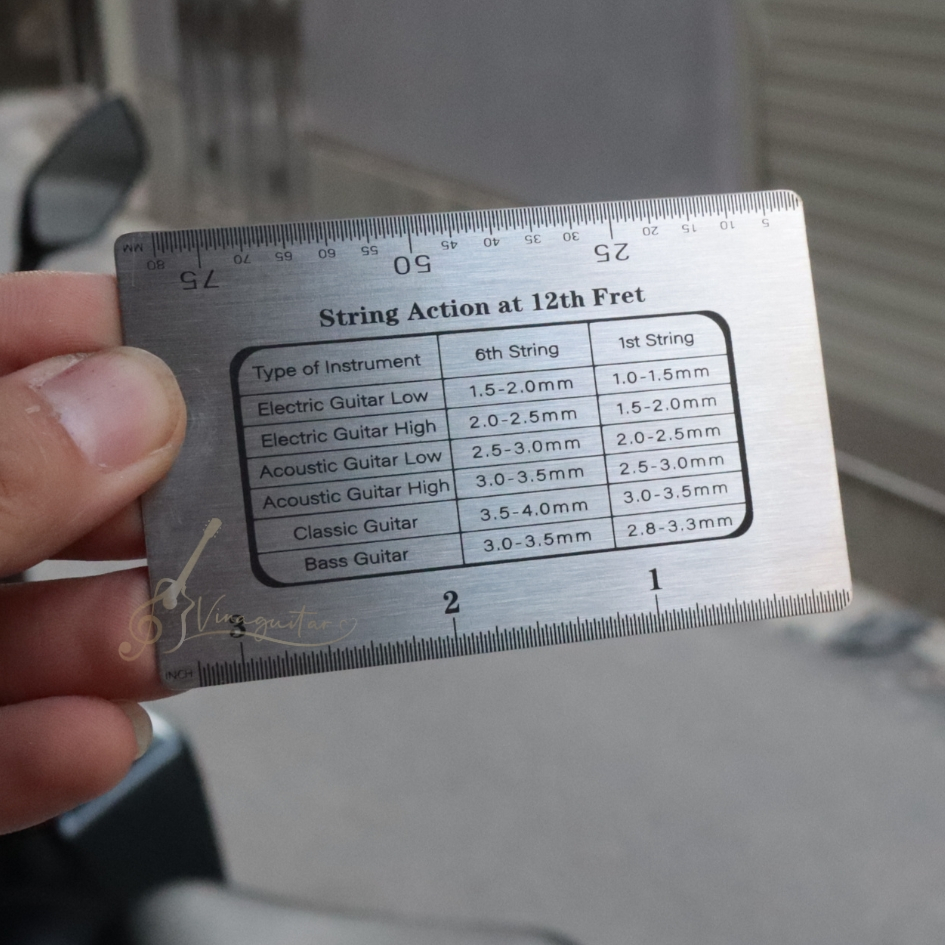 MM 80 75 70 65 60 55 50 45 40 35 30 25 20 15 10 5
String Action at 12th Fret
Type of Instrument 6th String 1st String
Electric Guitar Low 1.5-2.0mm 1.0-1.5mm
Electric Guitar High 2.0-2.5mm 1.5-2.0mm
Acoustic Guitar Low 2.5-3.0mm 2.0-2.5mm
Acoustic Guitar High 3.0-3.5mm 2.5-3.0mm
Classic Guitar 3.5-4.0mm 3.0-3.5mm
Bass Guitar 3.0-3.5mm 2.8-3.3mm
3 2 1
Vinaguitar
INCH